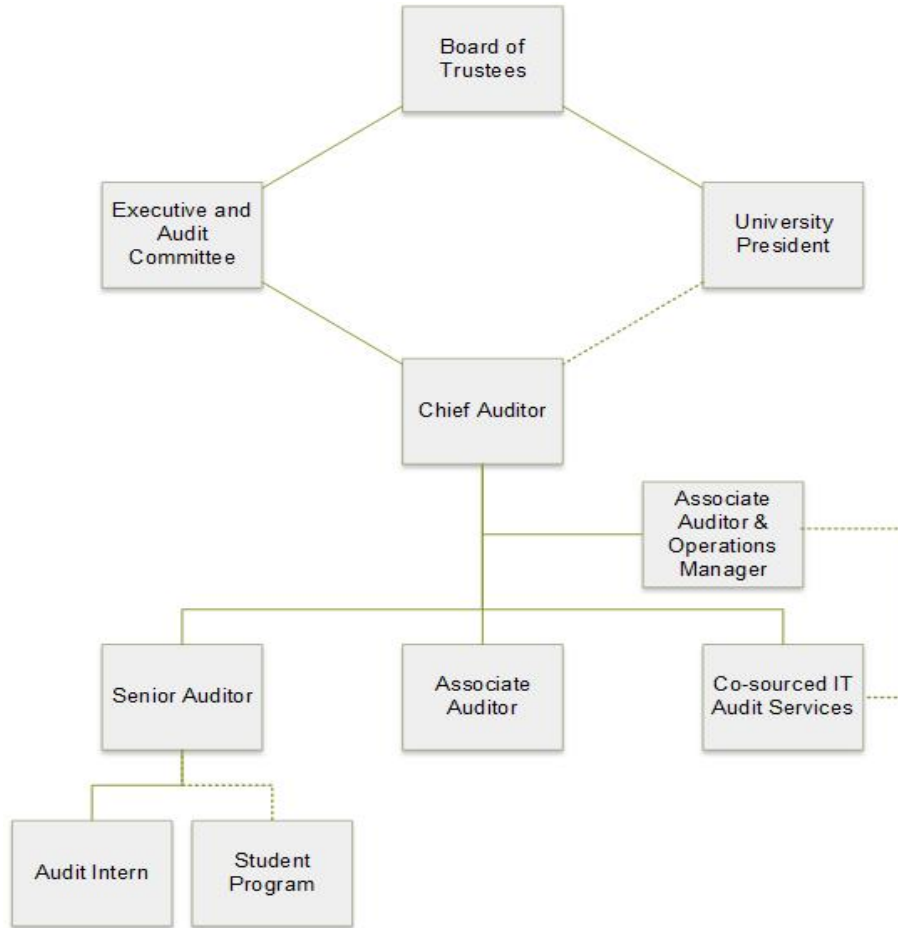 Board of
Trustees
Executive and
Audit
Committee
University
President
Chief Auditor
Associate
Auditor &
Operations
Manager
Senior Auditor
Associate
Auditor
Co-sourced IT
Audit Services
Audit Intern
Student
Program